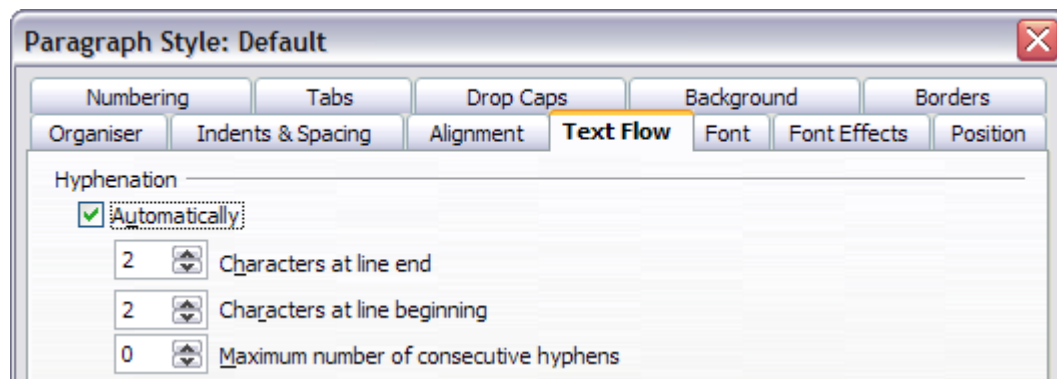 Paragraph Style: Default
Numbering Tabs Drop Caps Background Borders
Organiser Indents & Spacing Alignment Text Flow Font Font Effects Position
Hyphenation
Automatically
2 Characters at line end
2 Characters at line beginning
0 Maximum number of consecutive hyphens